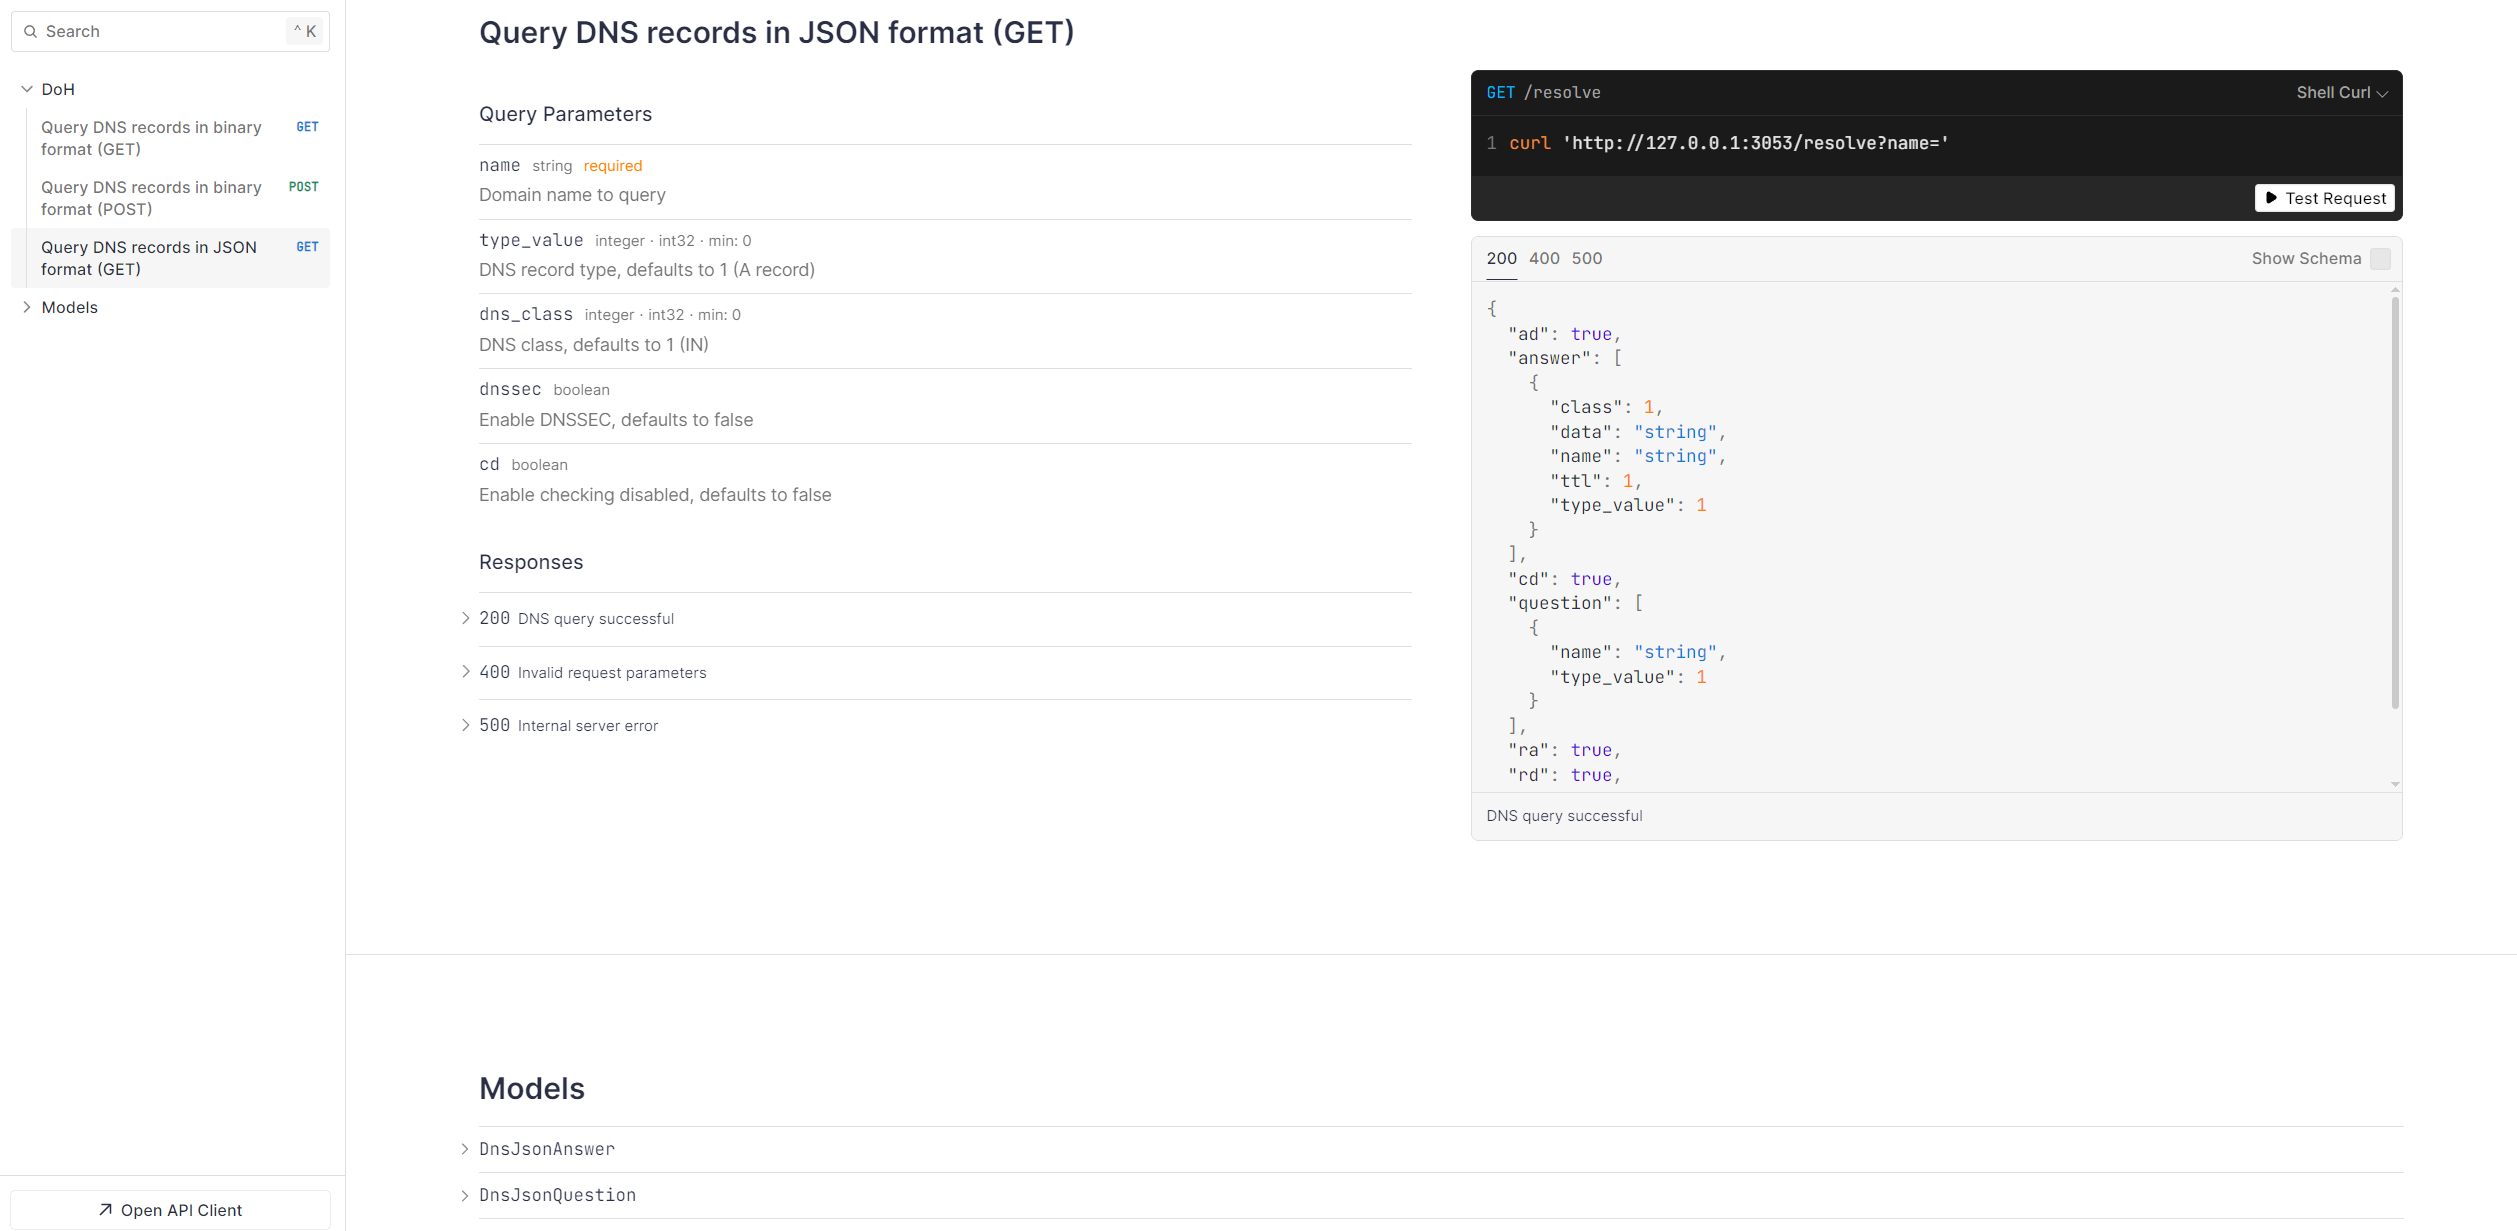 Search
^ K
DoH
Query DNS records in binary
format (GET)
GET
Query DNS records in binary
format (POST)
POST
Query DNS records in JSON
format (GET)
GET
Models
Open API Client
Query DNS records in JSON format (GET)
Query Parameters
name string required
Domain name to query
type_value integer · int32 · min: 0
DNS record type, defaults to 1 (A record)
dns_class integer · int32 · min: 0
DNS class, defaults to 1 (IN)
dnssec boolean
Enable DNSSEC, defaults to false
cd boolean
Enable checking disabled, defaults to false
Responses
200 DNS query successful
400 Invalid request parameters
500 Internal server error
GET /resolve
Shell Curl
1 curl 'http://127.0.0.1:3053/resolve?name='
Test Request
200 400 500
Show Schema
{
"ad": true,
"answer": [
{
"class": 1,
"data": "string",
"name": "string",
"ttl": 1,
"type_value": 1
}
],
"cd": true,
"question": [
{
"name": "string",
"type_value": 1
}
],
"ra": true,
"rd": true,
DNS query successful
Models
DnsJsonAnswer
DnsJsonQuestion